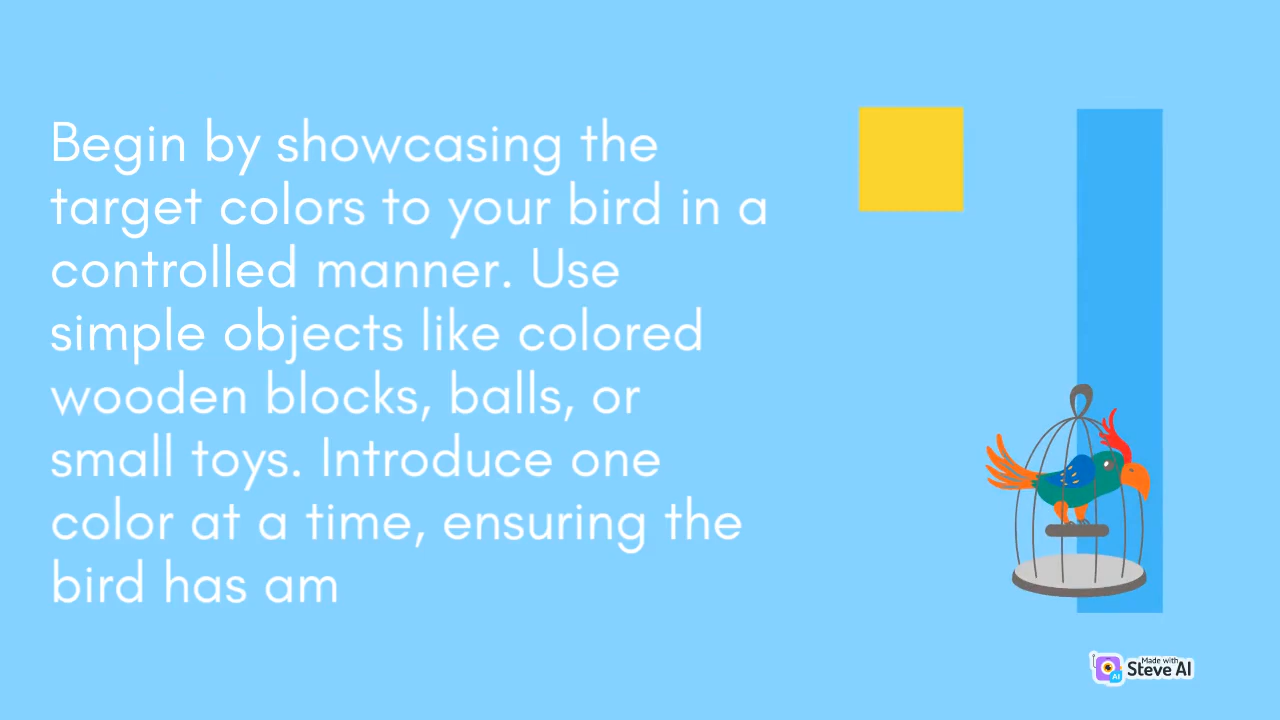 Begin by showcasing the
target colors to your bird in a
controlled manner. Use
simple objects like colored
wooden blocks, balls, or
small toys. Introduce one
color at a time, ensuring the
bird has am
Made with
Steve AI
AI